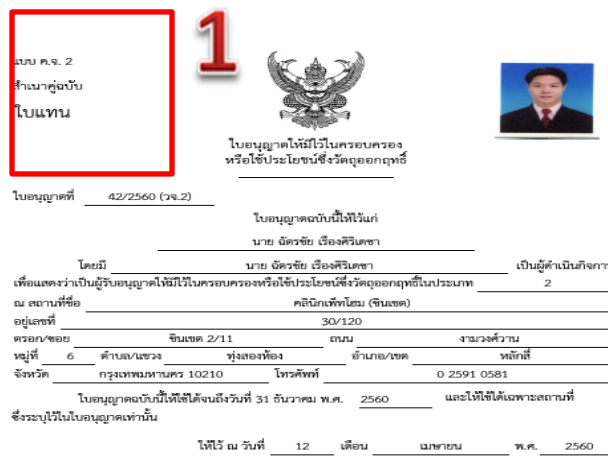 1
แบบ ค.จ. 2
สำเนาคู่ฉบับ
ใบแทน
ใบอนุญาตให้มีไว้ในครอบครอง
หรือใช้ประโยชน์ซึ่งวัตถุออกฤทธิ์
ใบอนุญาตที่ 42/2560 (วจ.2)
ใบอนุญาตฉบับนี้ให้ไว้แก่
นาย ฉัตรชัย เรืองศิริเดชา
โดยมี นาย ฉัตรชัย เรืองศิริเดชา เป็นผู้ดำเนินกิจการ
เพื่อแสดงว่าเป็นผู้รับอนุญาตให้มีไว้ในครอบครองหรือใช้ประโยชน์ซึ่งวัตถุออกฤทธิ์ในประเภท 2
ณ สถานที่ชื่อ คลินิกเพ็ทโฮม (ชินเขต)
อยู่เลขที่ 30/120
ตรอก/ซอย ชินเขต 2/11 ถนน งามวงศ์วาน
หมู่ที่ 6 ตำบล/แขวง ทุ่งสองห้อง อำเภอ/เขต หลักสี่
จังหวัด กรุงเทพมหานคร 10210 โทรศัพท์ 0 2591 0581
ใบอนุญาตฉบับนี้ให้ใช้ได้จนถึงวันที่ 31 ธันวาคม พ.ศ. 2560 และให้ใช้ได้เฉพาะสถานที่
ซึ่งระบุไว้ในใบอนุญาตเท่านั้น
ให้ไว้ ณ วันที่ 12 เดือน เมษายน พ.ศ. 2560